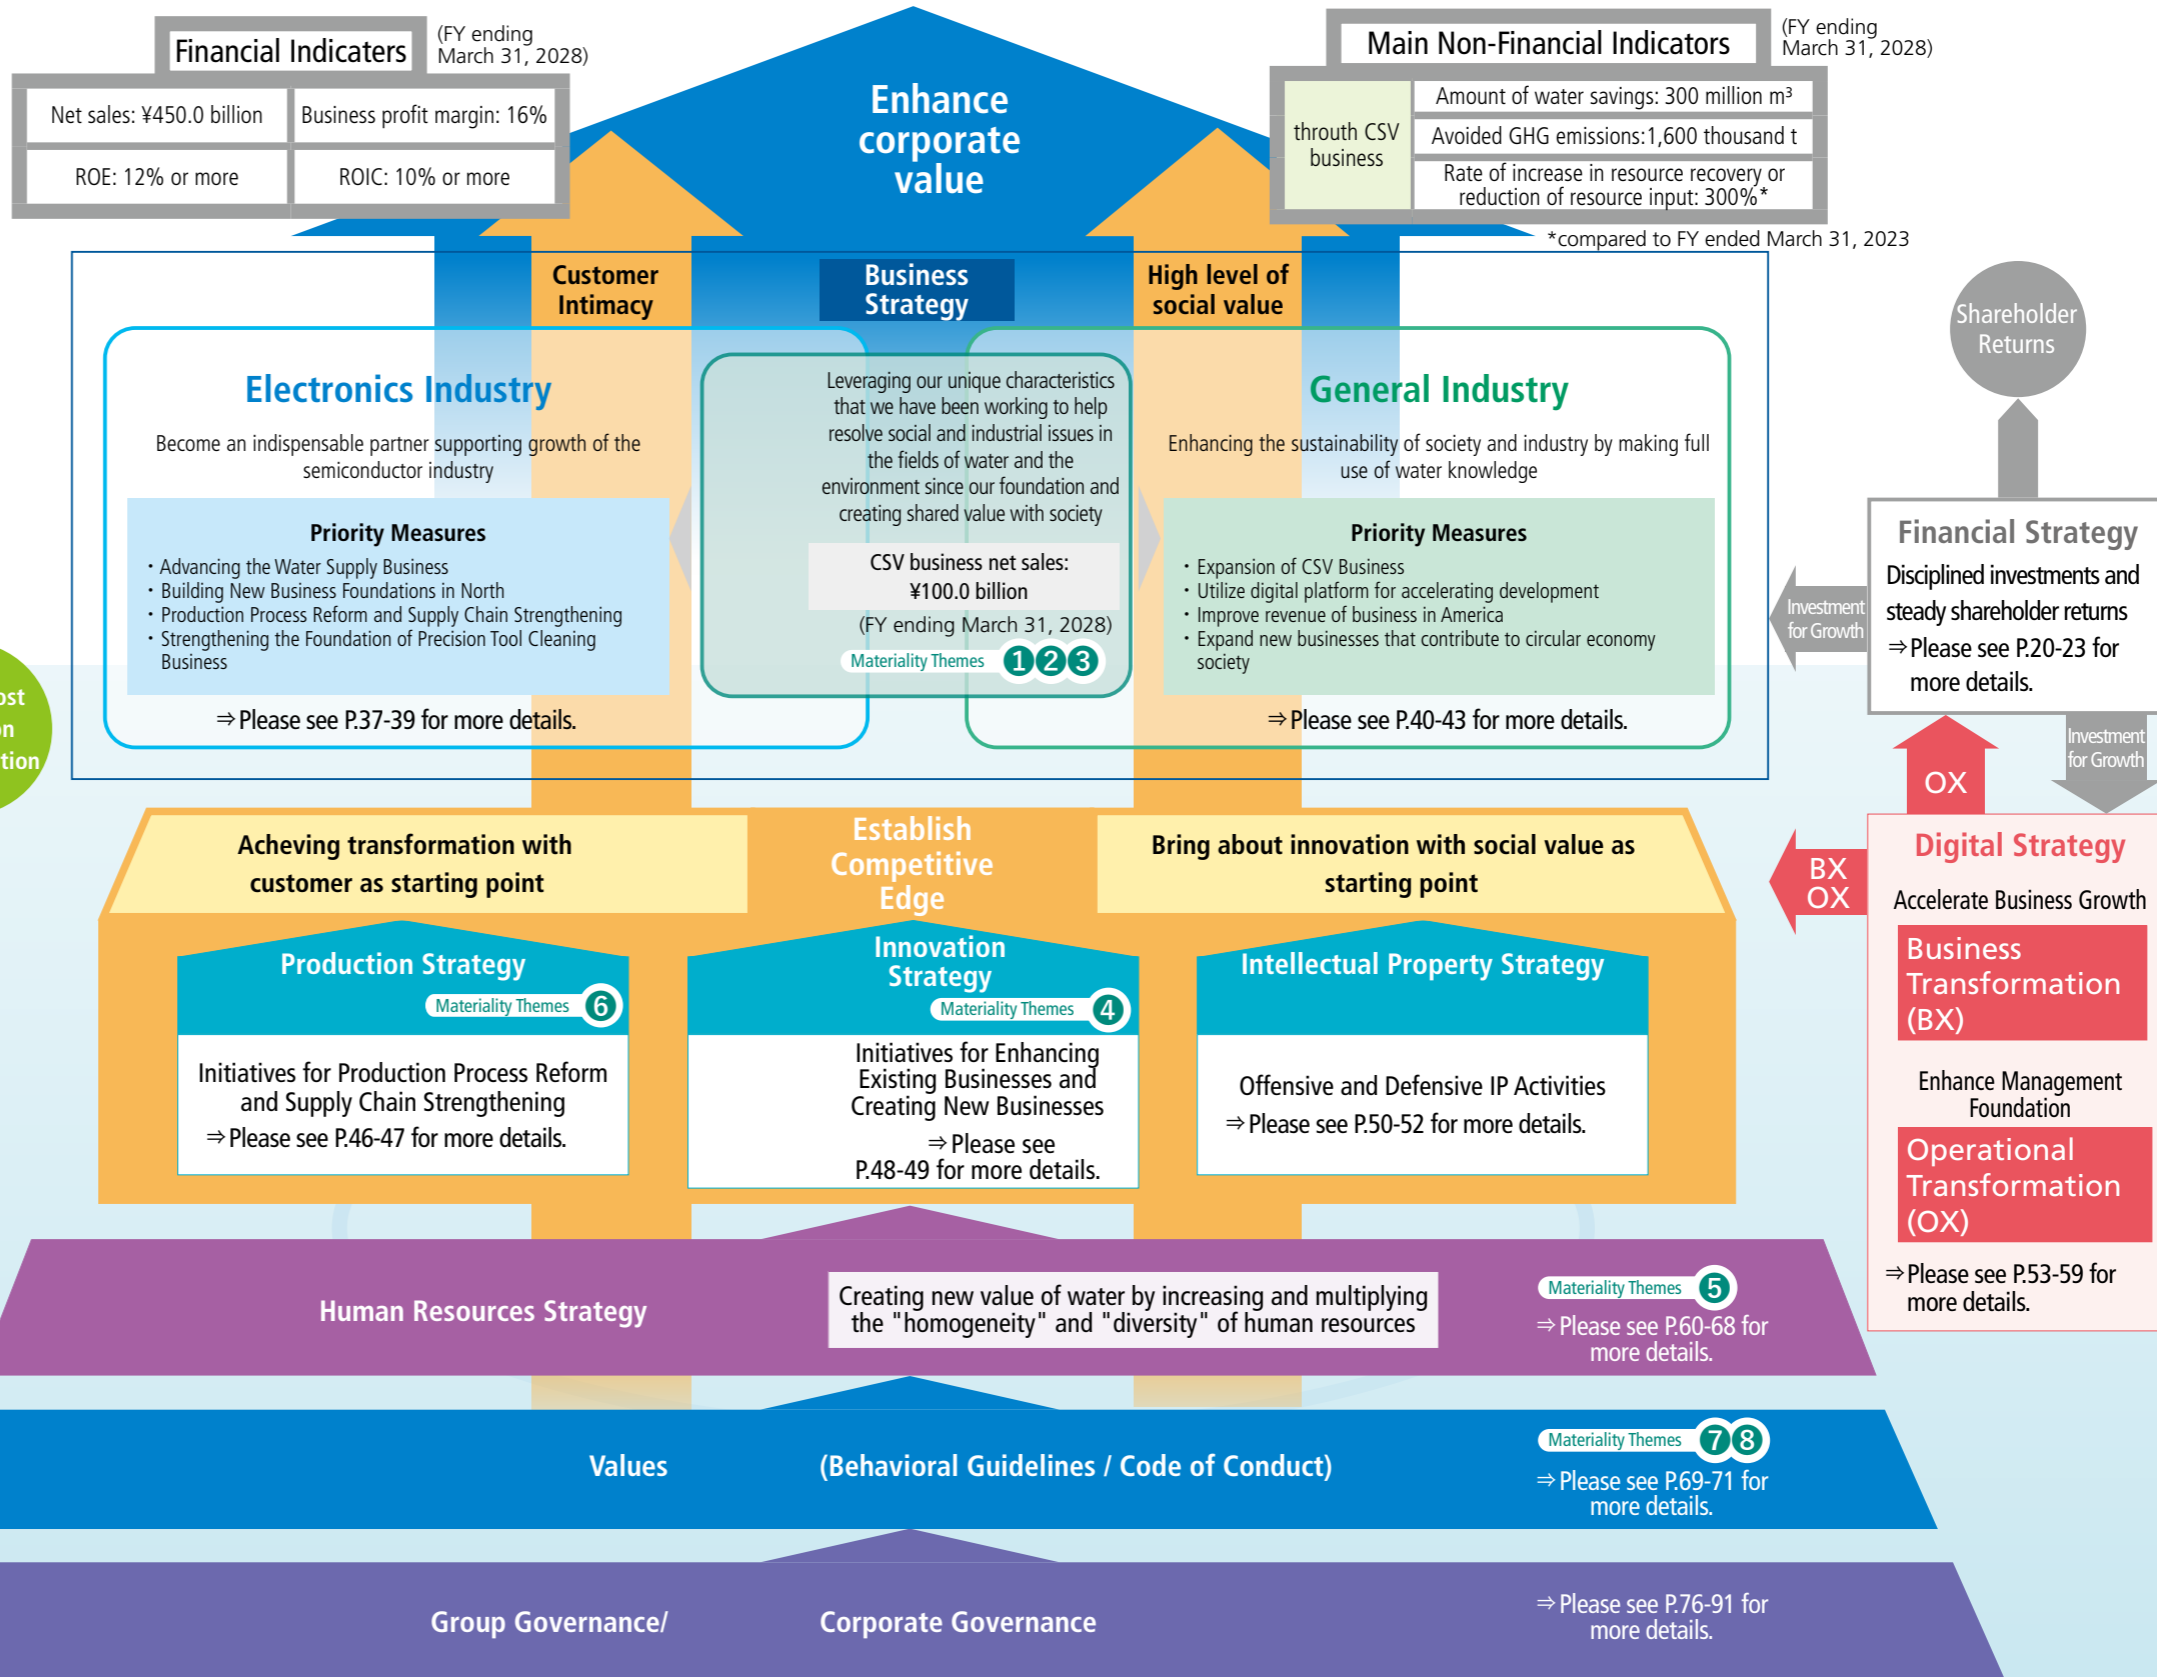 Financial Indicaters
(FY ending
March 31, 2028)
Net sales: ¥450.0 billion
Business profit margin: 16%
ROE: 12% or more
ROIC: 10% or more
Enhance
corporate
value
Main Non-Financial Indicators
(FY ending
March 31, 2028)
throuth CSV
business
Amount of water savings: 300 million m³
Avoided GHG emissions:1,600 thousand t
Rate of increase in resource recovery or
reduction of resource input: 300%*
*compared to FY ended March 31, 2023
Customer
Intimacy
Business
Strategy
High level of
social value
Electronics Industry
Become an indispensable partner supporting growth of the
semiconductor industry
Priority Measures
・Advancing the Water Supply Business
・Building New Business Foundations in North
・Production Process Reform and Supply Chain Strengthening
・Strengthening the Foundation of Precision Tool Cleaning
Business
⇒Please see P.37-39 for more details.
Leveraging our unique characteristics
that we have been working to help
resolve social and industrial issues in
the fields of water and the
environment since our foundation and
creating shared value with society
CSV business net sales:
¥100.0 billion
(FY ending March 31, 2028)
Materiality Themes 1 2 3
General Industry
Enhancing the sustainability of society and industry by making full
use of water knowledge
Priority Measures
・Expansion of CSV Business
・Utilize digital platform for accelerating development
・Improve revenue of business in America
・Expand new businesses that contribute to circular economy
society
⇒Please see P.40-43 for more details.
Shareholder
Returns
Financial Strategy
Disciplined investments and
steady shareholder returns
⇒Please see P.20-23 for
more details.
Investment
for Growth
Investment
for Growth
OX
BX
OX
Digital Strategy
Accelerate Business Growth
Business
Transformation
(BX)
Enhance Management
Foundation
Operational
Transformation
(OX)
⇒Please see P.53-59 for
more details.
ost
on
tion
Acheving transformation with
customer as starting point
Establish
Competitive
Edge
Bring about innovation with social value as
starting point
Production Strategy
Materiality Themes 6
Initiatives for Production Process Reform
and Supply Chain Strengthening
⇒Please see P.46-47 for more details.
Innovation
Strategy
Materiality Themes 4
Initiatives for Enhancing
Existing Businesses and
Creating New Businesses
⇒Please see
P.48-49 for more details.
Intellectual Property Strategy
Offensive and Defensive IP Activities
⇒Please see P.50-52 for more details.
Human Resources Strategy
Creating new value of water by increasing and multiplying
the "homogeneity" and "diversity" of human resources
Materiality Themes 5
⇒Please see P.60-68 for
more details.
Values
(Behavioral Guidelines / Code of Conduct)
Materiality Themes 7 8
⇒Please see P.69-71 for
more details.
Group Governance/
Corporate Governance
⇒Please see P.76-91 for
more details.